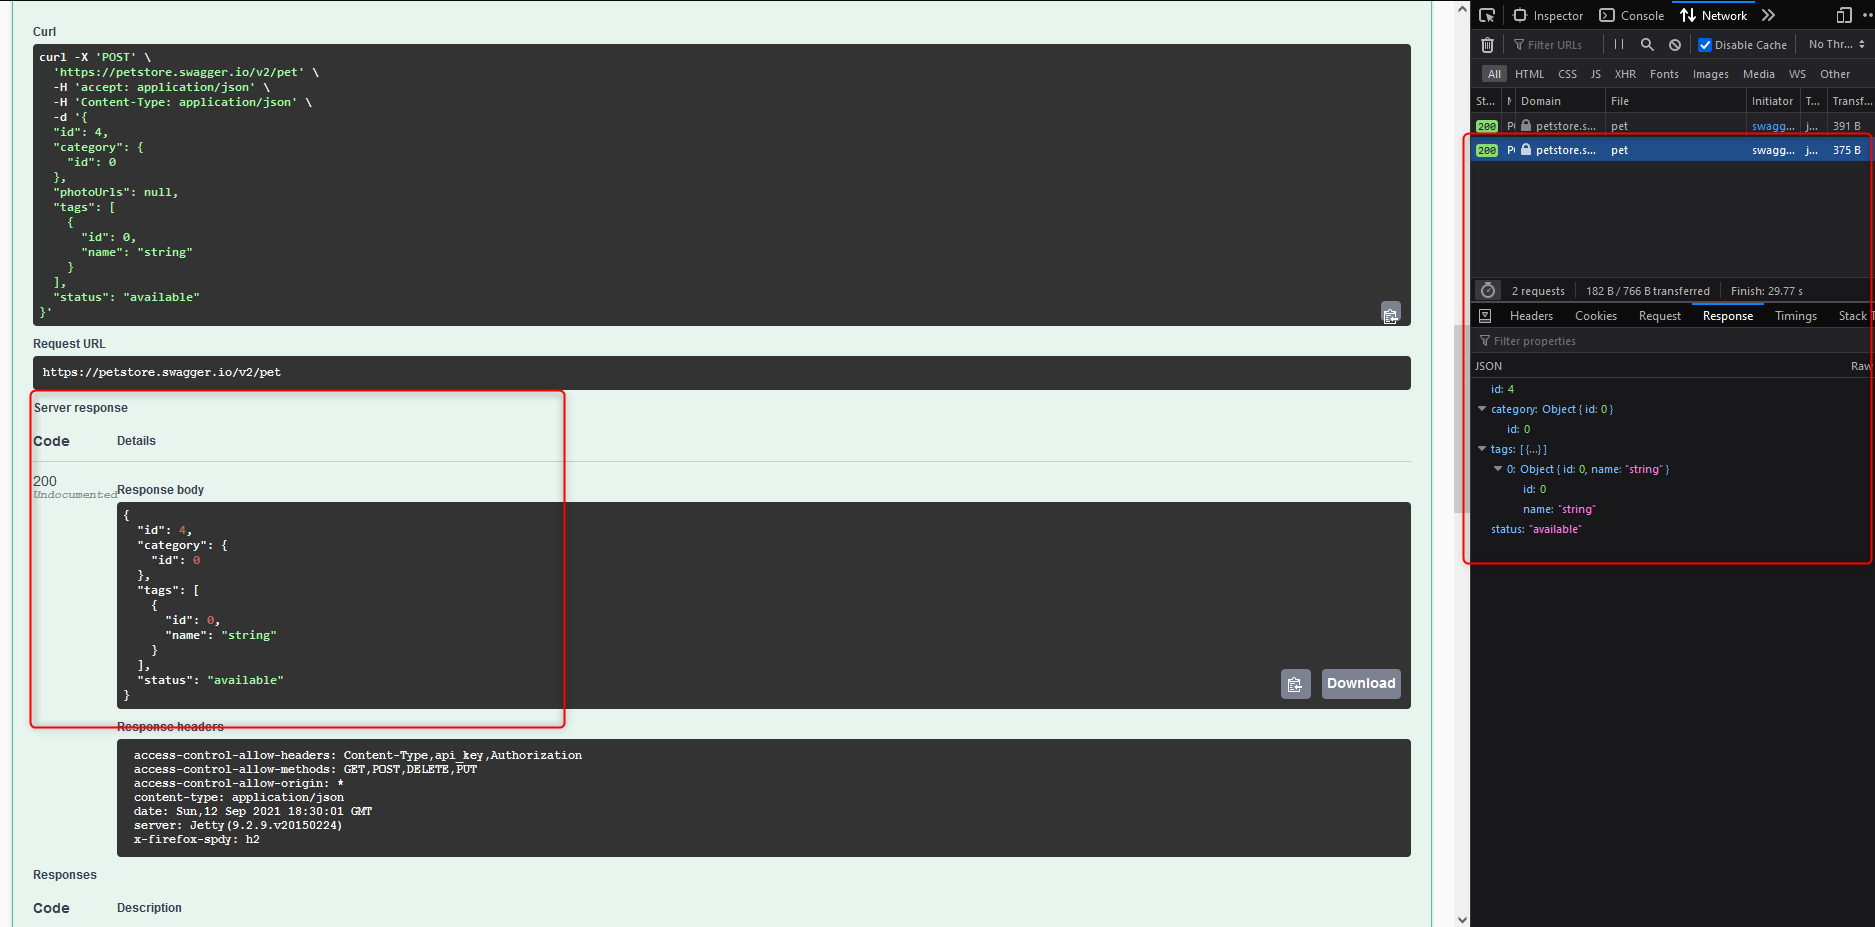 Curl
curl -X 'POST' \
'https://petstore.swagger.io/v2/pet' \
-H 'accept: application/json' \
-H 'Content-Type: application/json' \
-d '{
"id": 4,
"category": {
"id": 0
},
"photoUrls": null,
"tags": [
{
"id": 0,
"name": "string"
}
],
"status": "available"
}'
Request URL
https://petstore.swagger.io/v2/pet
Server response
Code Details
200
Undocumented
Response body
{
"id": 4,
"category": {
"id": 0
},
"tags": [
{
"id": 0,
"name": "string"
}
],
"status": "available"
}
Download
Response headers
access-control-allow-headers: Content-Type,api_key,Authorization
access-control-allow-methods: GET,POST,DELETE,PUT
access-control-allow-origin: *
content-type: application/json
date: Sun,12 Sep 2021 18:30:01 GMT
server: Jetty(9.2.9.v20150224)
x-firefox-spdy: h2
Responses
Code Description
Inspector Console Network
Filter URLs Disable Cache No Thr...
All HTML CSS JS XHR Fonts Images Media WS Other
St... Domain File Initiator T... Transf...
200 petstore.s... pet swagg... j... 391 B
200 petstore.s... pet swagg... j... 375 B
2 requests 182 B / 766 B transferred Finish: 29.77 s
Headers Cookies Request Response Timings Stack
Filter properties
JSON Raw
id: 4
category: Object { id: 0 }
id: 0
tags: [ {...} ]
0: Object { id: 0, name: "string" }
id: 0
name: "string"
status: "available"